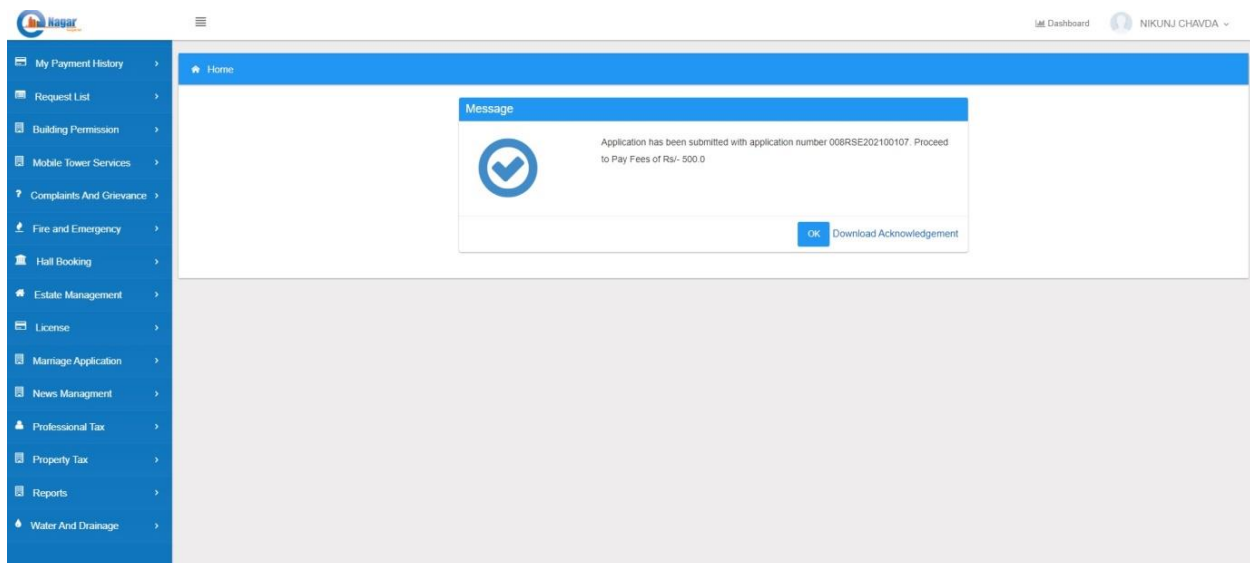 Nagar
Dashboard
NIKUNJ CHAVDA
My Payment History
Request List
Building Permission
Mobile Tower Services
? Complaints And Grievance
Fire and Emergency
Hall Booking
Estate Management
License
Marriage Application
News Managment
Professional Tax
Property Tax
Reports
Water And Drainage
Home
Message
Application has been submitted with application number 008RSE202100107. Proceed
to Pay Fees of Rs/- 500.0
OK Download Acknowledgement